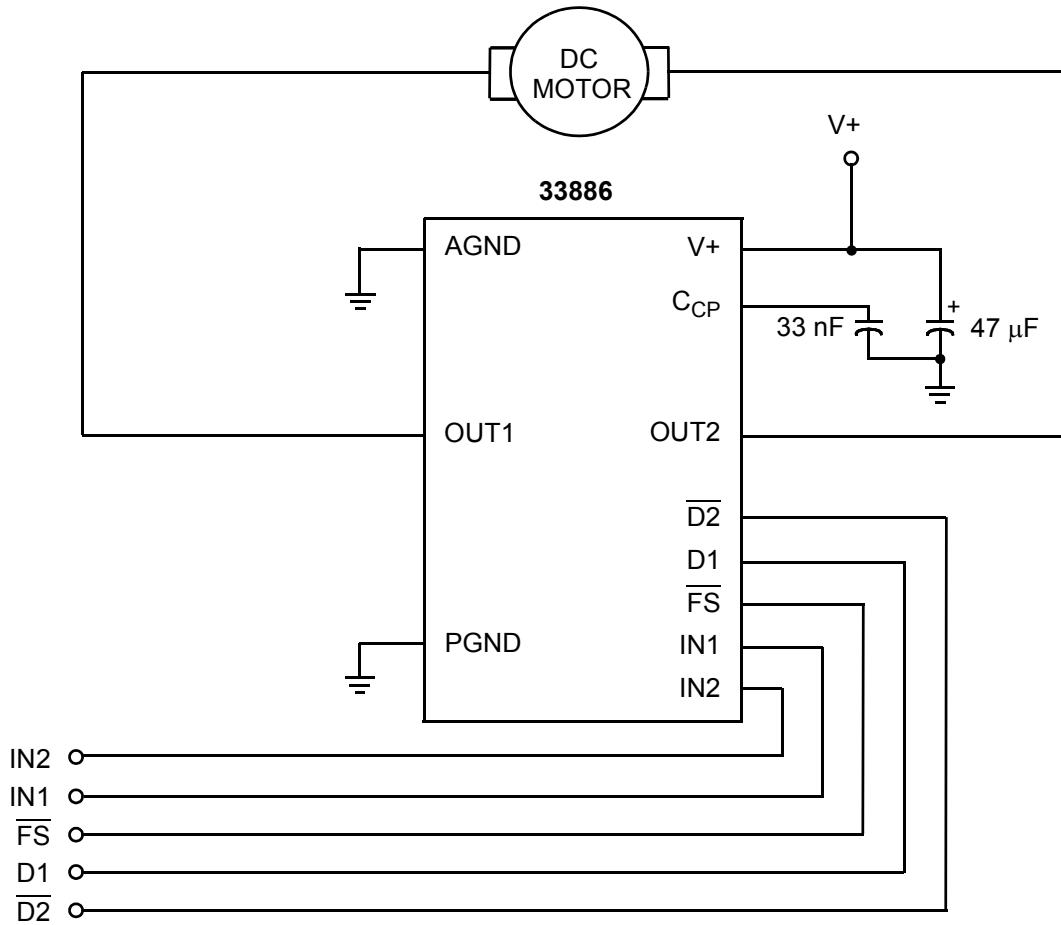 DC
MOTOR
V+
33886
AGND
V+
CCP
33 nF
+
47 μF
OUT1
OUT2
D2
D1
FS
PGND
IN1
IN2
IN2
IN1
FS
D1
D2